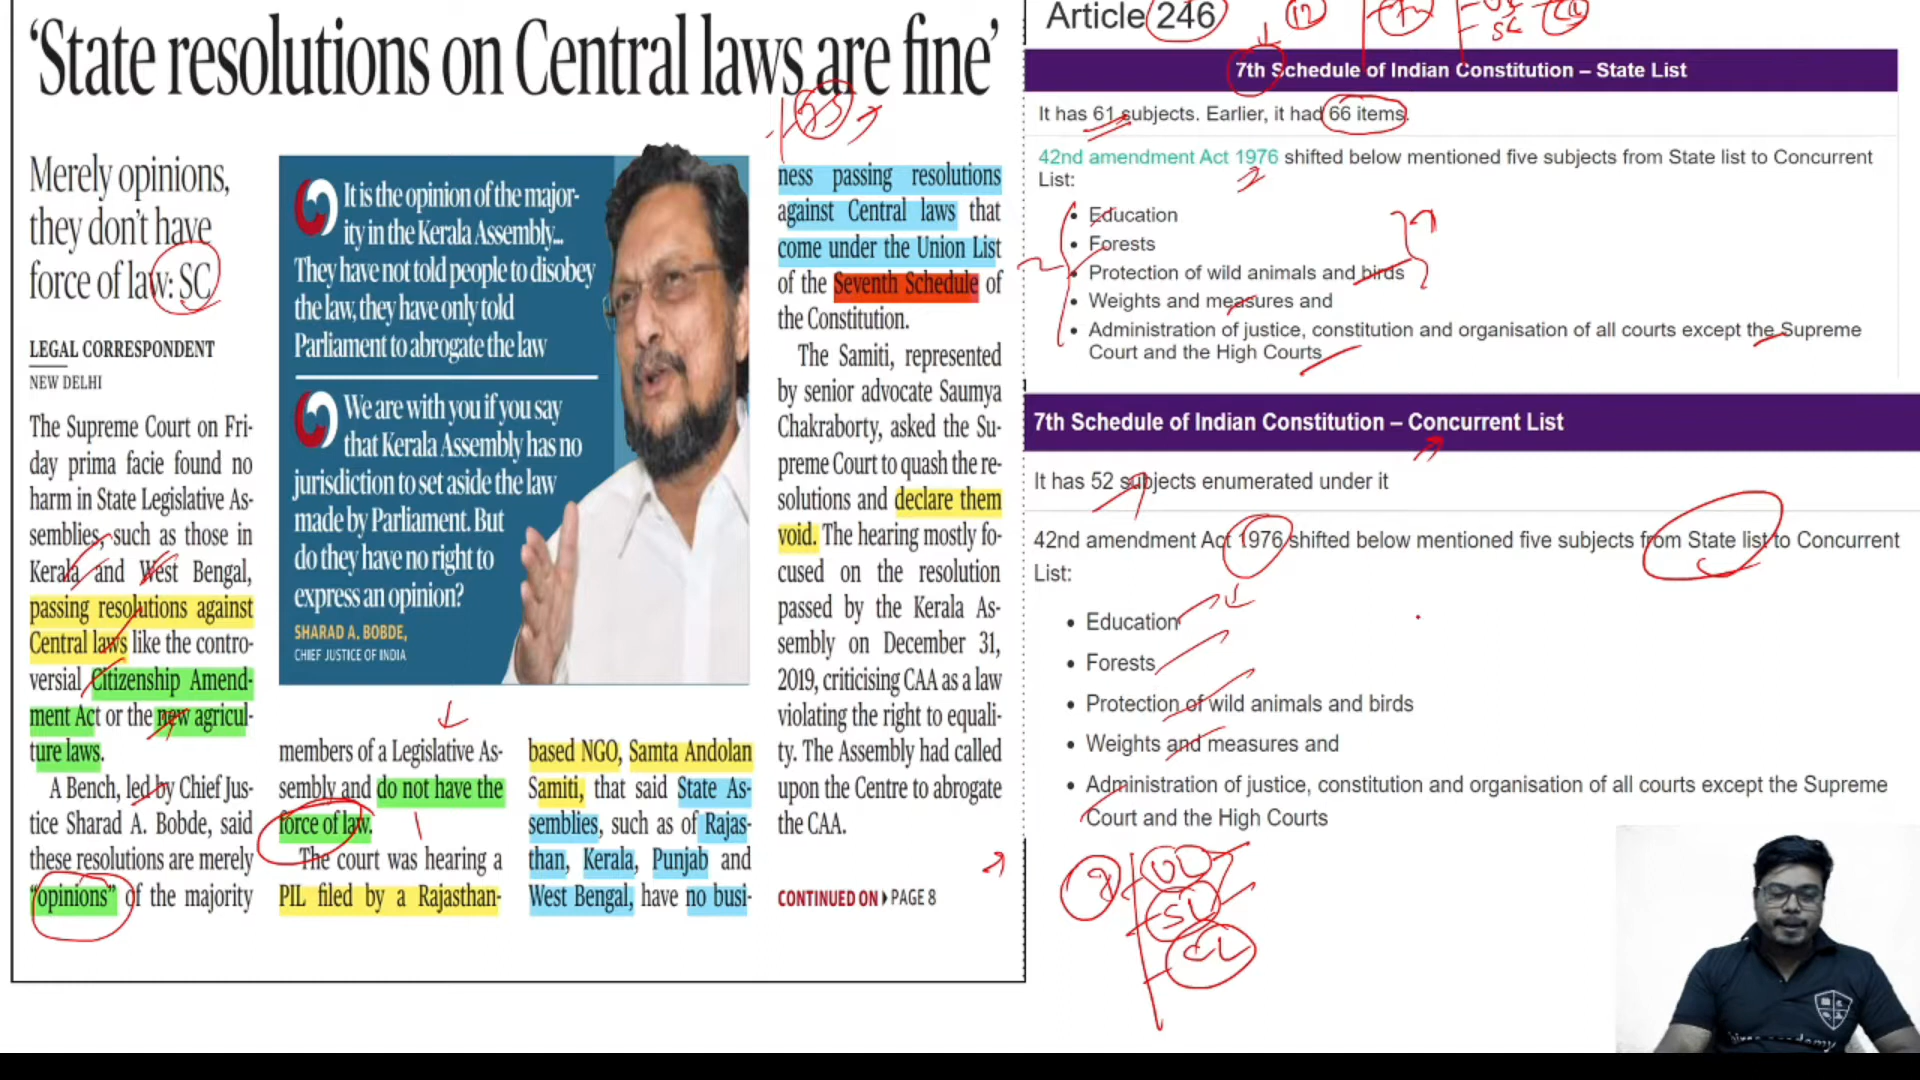 ‘State resolutions on Central laws are fine’
Merely opinions,
they don't have
force of law: SC
LEGAL CORRESPONDENT
NEW DELHI
The Supreme Court on Fri-
day prima facie found no
harm in State Legislative As-
semblies, such as those in
Kerala and West Bengal,
passing resolutions against
Central laws like the contro-
versial Citizenship Amend-
ment Act or the new agricul-
ture laws.
A Bench, led by Chief Jus-
tice Sharad A. Bobde, said
these resolutions are merely
“opinions” of the majority
It is the opinion of the major-
ity in the Kerala Assembly...
They have not told people to disobey
the law, they have only told
Parliament to abrogate the law
We are with you if you say
that Kerala Assembly has no
jurisdiction to set aside the law
made by Parliament. But
do they have no right to
express an opinion?
SHARAD A. BOBDE,
CHIEF JUSTICE OF INDIA
members of a Legislative As-
sembly and do not have the
force of law.
The court was hearing a
PIL filed by a Rajasthan-
based NGO, Samta Andolan
Samiti, that said State As-
semblies, such as of Rajas-
than, Kerala, Punjab and
West Bengal, have no busi-
ness passing resolutions
against Central laws that
come under the Union List
of the Seventh Schedule of
the Constitution.
The Samiti, represented
by senior advocate Saumya
Chakraborty, asked the Su-
preme Court to quash the re-
solutions and declare them
void. The hearing mostly fo-
cused on the resolution
passed by the Kerala As-
sembly on December 31,
2019, criticising CAA as a law
violating the right to equali-
ty. The Assembly had called
upon the Centre to abrogate
the CAA.
CONTINUED ON PAGE 8
Article 246
12
7th Schedule of Indian Constitution – State List
It has 61 subjects. Earlier, it had 66 items.
42nd amendment Act 1976 shifted below mentioned five subjects from State list to Concurrent
List:
• Education
• Forests
• Protection of wild animals and birds
• Weights and measures and
• Administration of justice, constitution and organisation of all courts except the Supreme
Court and the High Courts
7th Schedule of Indian Constitution – Concurrent List
It has 52 subjects enumerated under it
42nd amendment Act 1976 shifted below mentioned five subjects from State list to Concurrent
List:
• Education
• Forests
• Protection of wild animals and birds
• Weights and measures and
• Administration of justice, constitution and organisation of all courts except the Supreme
Court and the High Courts
UL
SL
CL